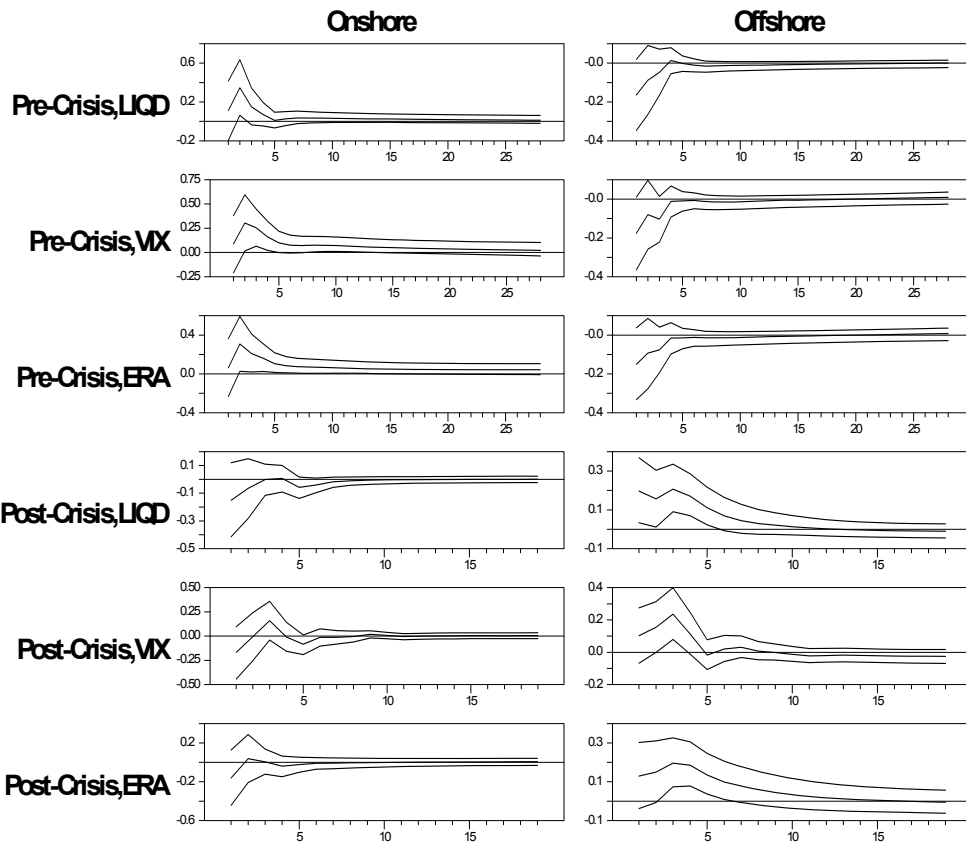 Onshore Offshore
Pre-Crisis,LIQD
0.6 0.2 -0.2
5 10 15 20 25
-0.0 -0.2 -0.4
5 10 15 20 25
Pre-Crisis,VIX
0.75 0.50 0.25 0.00 -0.25
5 10 15 20 25
-0.0 -0.2 -0.4
5 10 15 20 25
Pre-Crisis,ERA
0.4 0.0 -0.4
5 10 15 20 25
-0.0 -0.2 -0.4
5 10 15 20 25
Post-Crisis,LIQD
0.1 -0.1 -0.3 -0.5
5 10 15
0.3 0.1 -0.1
5 10 15
Post-Crisis,VIX
0.50 0.25 0.00 -0.25 -0.50
5 10 15
0.4 0.2 0.0 -0.2
5 10 15
Post-Crisis,ERA
0.2 -0.2 -0.6
5 10 15
0.3 0.1 -0.1
5 10 15